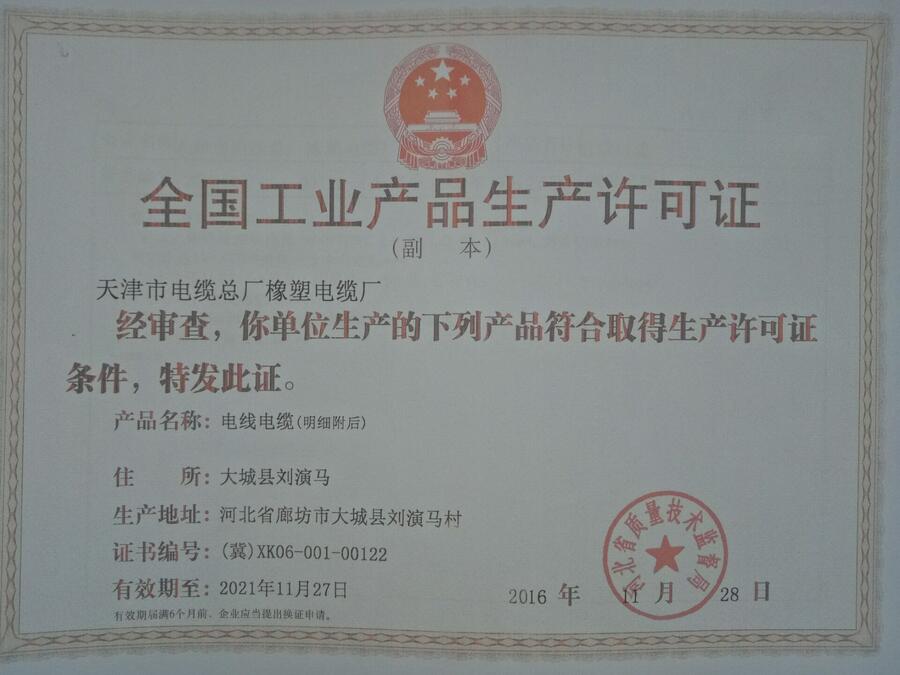 全国工业产品生产许可证
(副 本)
天津市电缆总厂橡塑电缆厂
经审查，你单位生产的下列产品符合取得生产许可证
条件，特发此证。
产品名称：电线电缆(明细附后)
住 所：大城县刘演马
生产地址：河北省廊坊市大城县刘演马村
证书编号：(冀)XK06-001-00122
有效期至：2021年11月27日
有效期届满6个月前、企业应当提出换证申请。
2016 年 11 月 28 日
河北省质量技术监督局